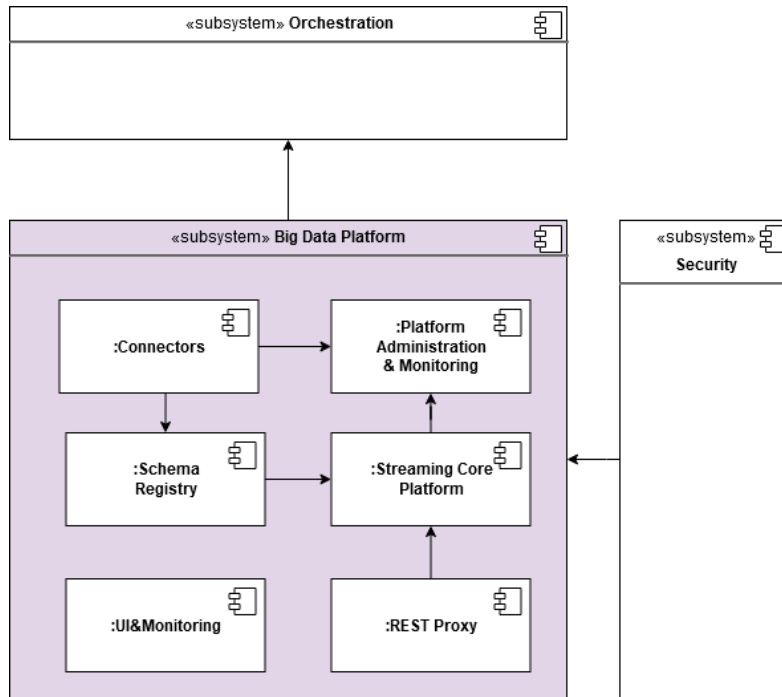 «subsystem» Orchestration
«subsystem» Big Data Platform
«subsystem»
Security
:Connectors
:Platform
Administration
& Monitoring
:Schema
Registry
:Streaming Core
Platform
:UI&Monitoring
:REST Proxy